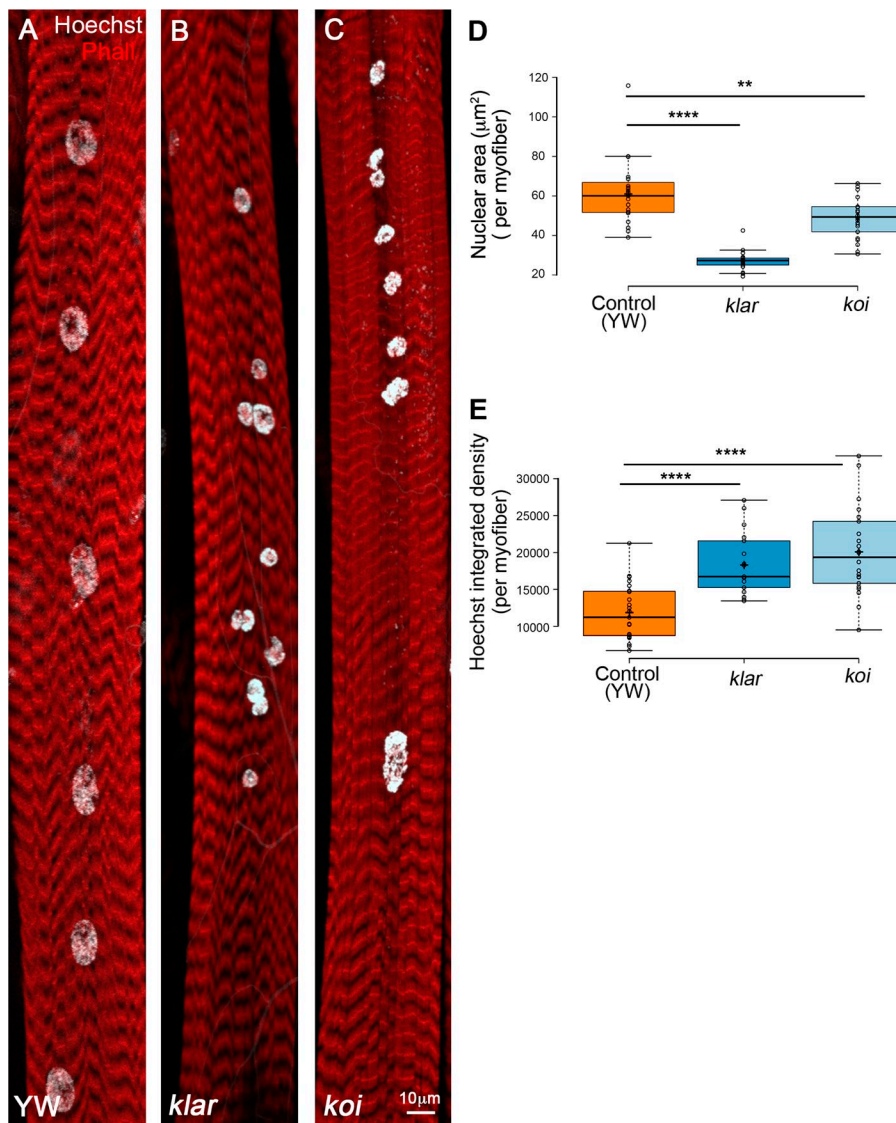 A
Hoechst
Phall
YW
B
klar
C
koi
10μm
D
Nuclear area (μm²)
( per myofiber)
120
100
80
60
40
20
**
****
Control
(YW)
klar
koi
E
Hoechst integrated density
(per myofiber)
30000
25000
20000
15000
10000
****
****
Control
(YW)
klar
koi